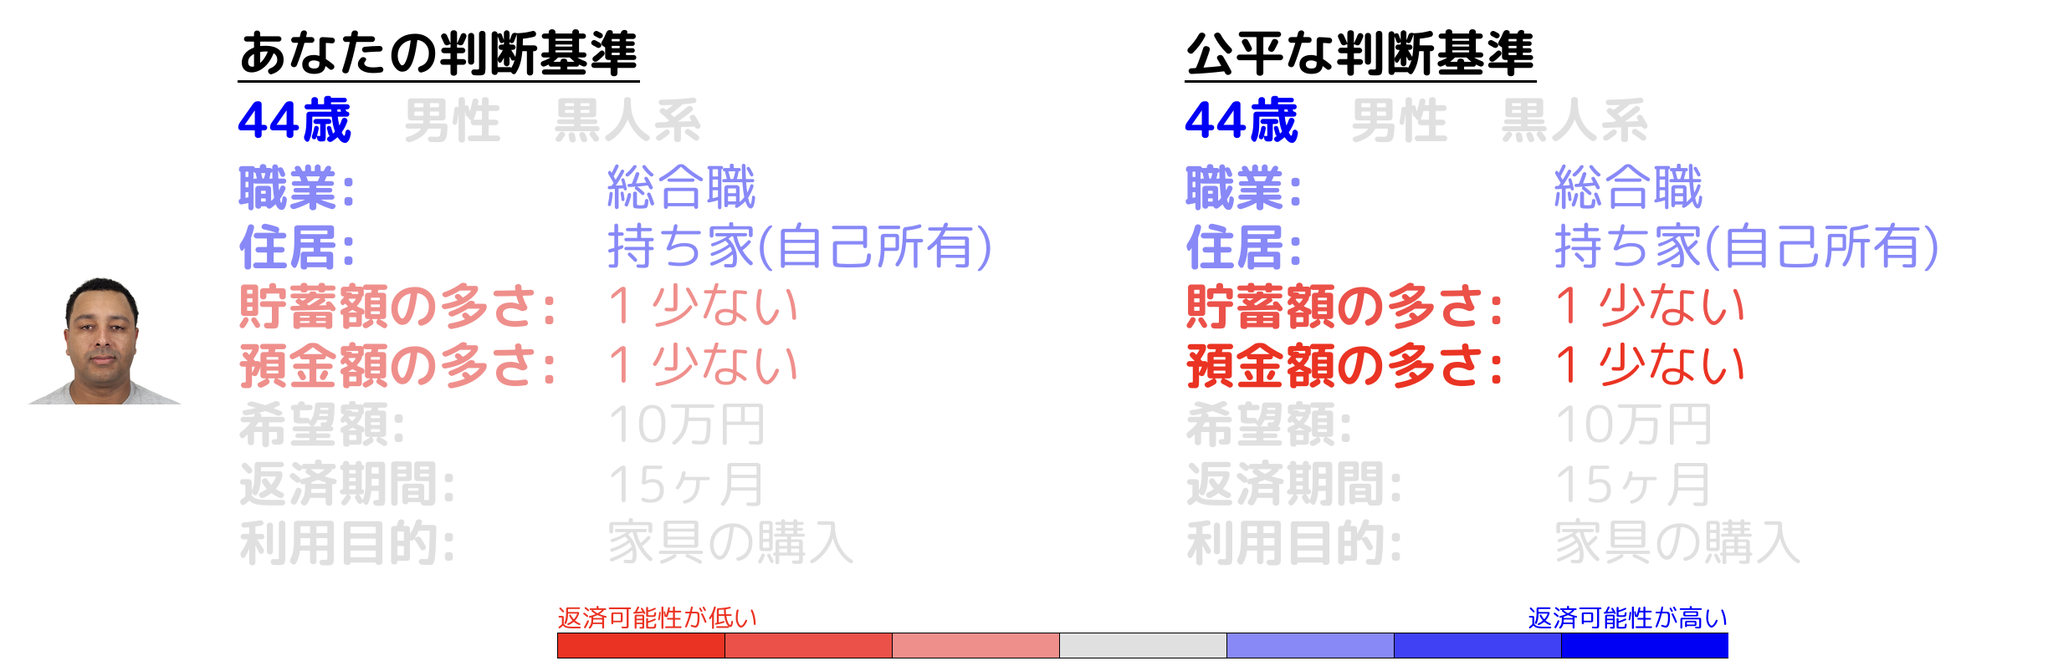 あなたの判断基準
44歳 男性 黒人系
職業: 総合職
住居: 持ち家(自己所有)
貯蓄額の多さ: 1 少ない
預金額の多さ: 1 少ない
希望額: 10万円
返済期間: 15ヶ月
利用目的: 家具の購入
公平な判断基準
44歳 男性 黒人系
職業: 総合職
住居: 持ち家(自己所有)
貯蓄額の多さ: 1 少ない
預金額の多さ: 1 少ない
希望額: 10万円
返済期間: 15ヶ月
利用目的: 家具の購入
返済可能性が低い
返済可能性が高い